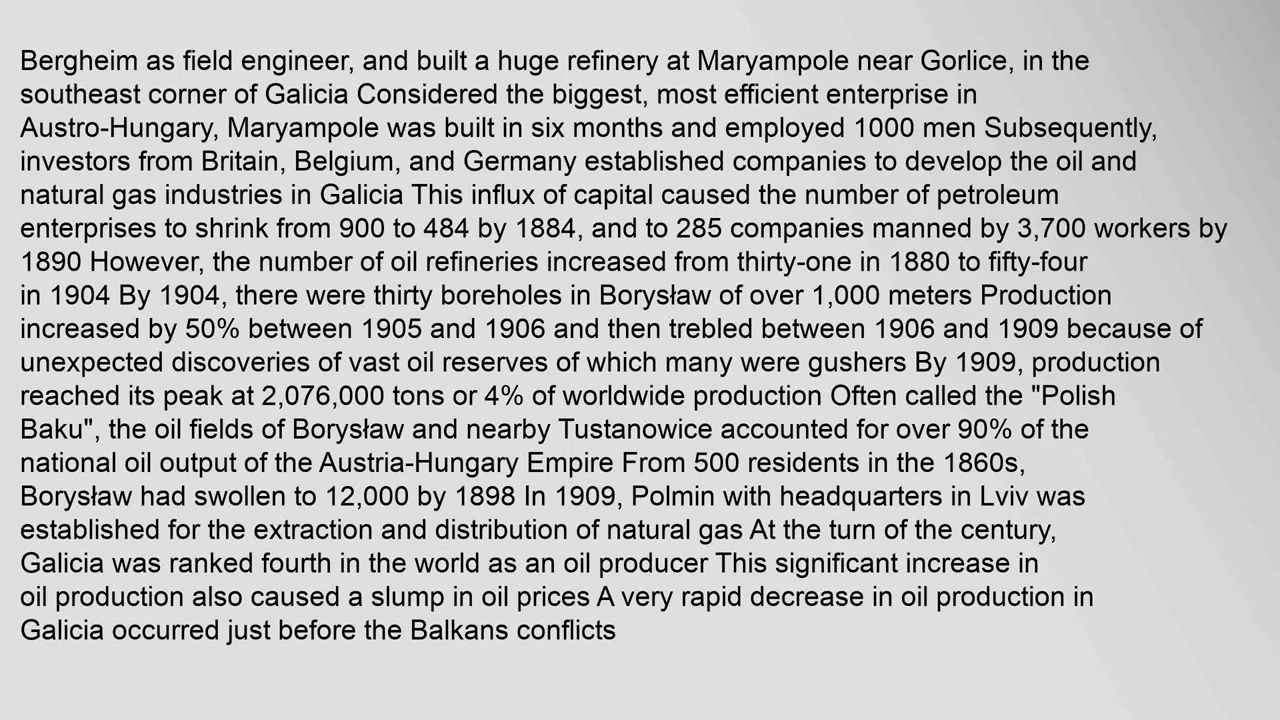 Bergheim as field engineer, and built a huge refinery at Maryampole near Gorlice, in the
southeast corner of Galicia Considered the biggest, most efficient enterprise in
Austro-Hungary, Maryampole was built in six months and employed 1000 men Subsequently,
investors from Britain, Belgium, and Germany established companies to develop the oil and
natural gas industries in Galicia This influx of capital caused the number of petroleum
enterprises to shrink from 900 to 484 by 1884, and to 285 companies manned by 3,700 workers by
1890 However, the number of oil refineries increased from thirty-one in 1880 to fifty-four
in 1904 By 1904, there were thirty boreholes in Borysław of over 1,000 meters Production
increased by 50% between 1905 and 1906 and then trebled between 1906 and 1909 because of
unexpected discoveries of vast oil reserves of which many were gushers By 1909, production
reached its peak at 2,076,000 tons or 4% of worldwide production Often called the "Polish
Baku", the oil fields of Borysław and nearby Tustanowice accounted for over 90% of the
national oil output of the Austria-Hungary Empire From 500 residents in the 1860s,
Borysław had swollen to 12,000 by 1898 In 1909, Polmin with headquarters in Lviv was
established for the extraction and distribution of natural gas At the turn of the century,
Galicia was ranked fourth in the world as an oil producer This significant increase in
oil production also caused a slump in oil prices A very rapid decrease in oil production in
Galicia occurred just before the Balkans conflicts